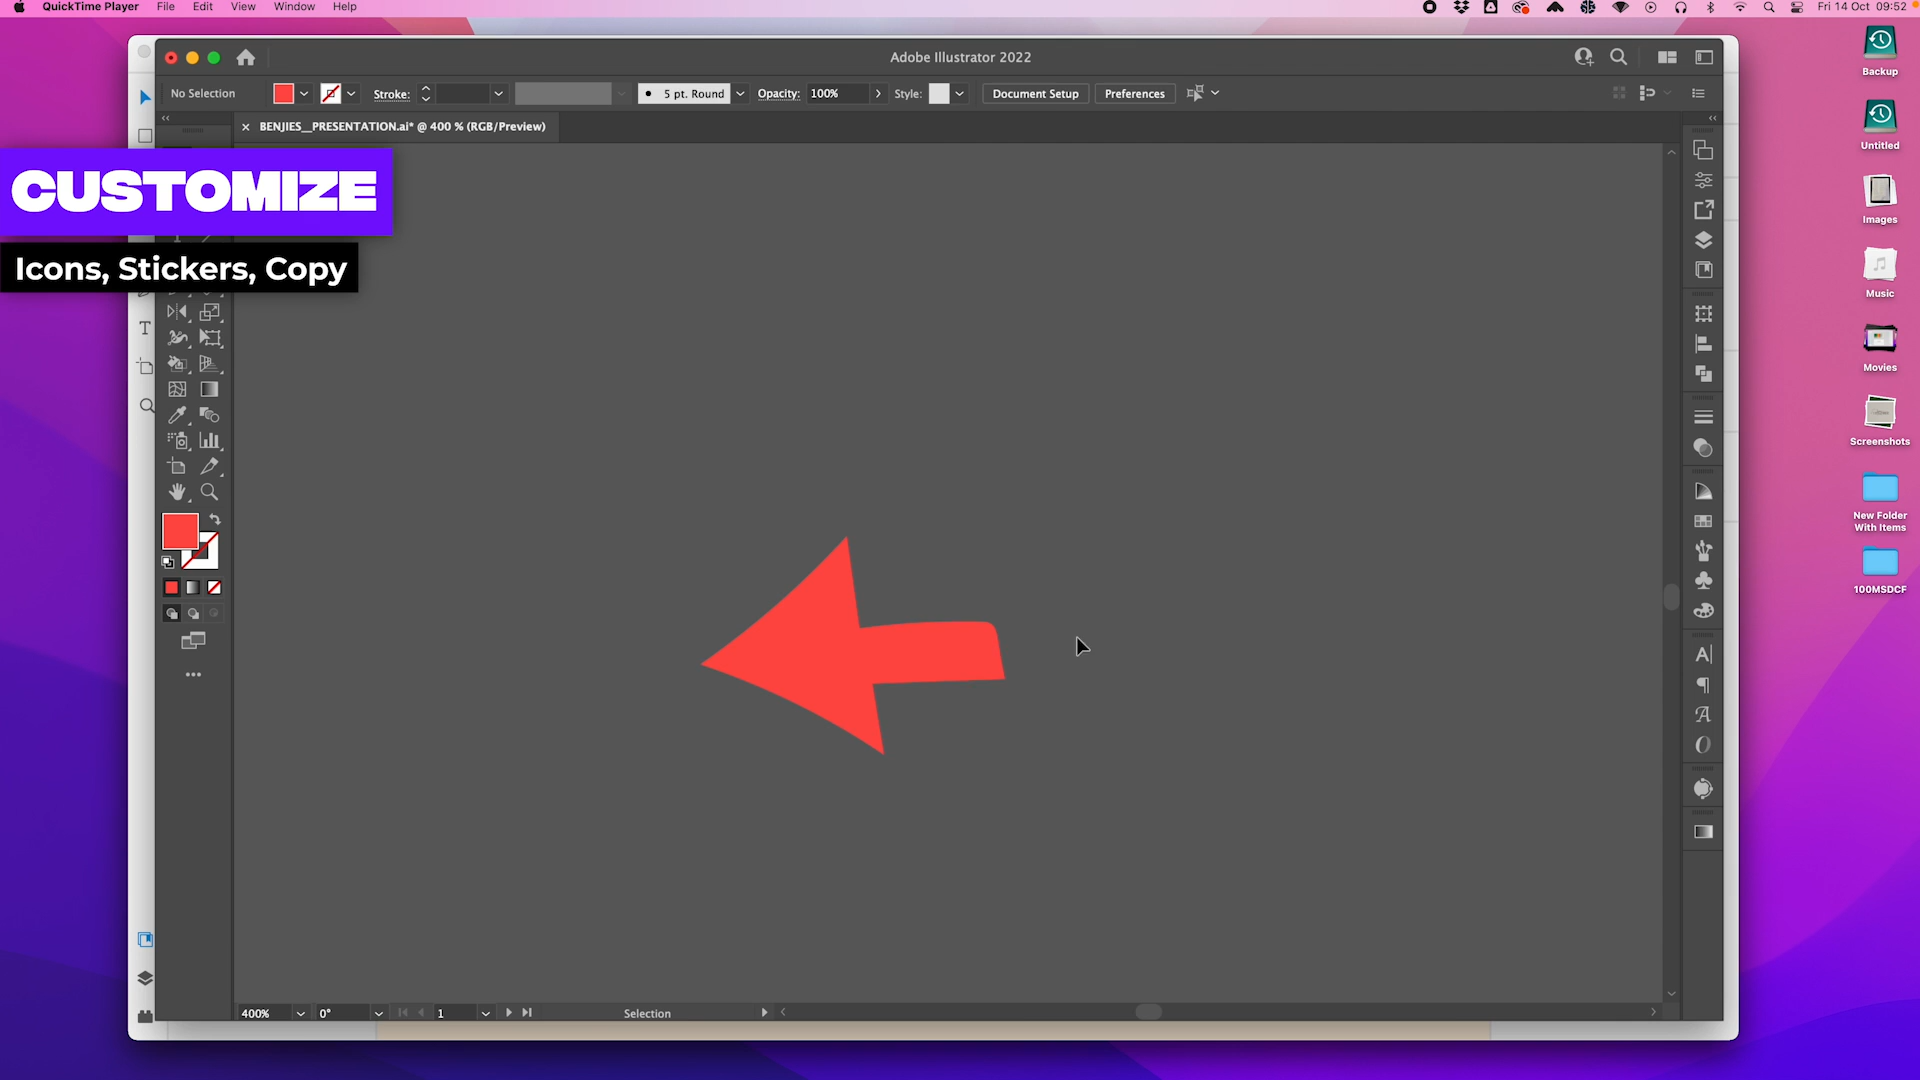 QuickTime Player File Edit View Window Help Fri 14 Oct 09:52
Adobe Illustrator 2022
No Selection Stroke: 5 pt. Round Opacity: 100% Style: Document Setup Preferences
BENJIES__PRESENTATION.ai* @ 400 % (RGB/Preview)
CUSTOMIZE
Icons, Stickers, Copy
Backup
Untitled
Images
Music
Movies
Screenshots
New Folder
With Items
100MSDCF
400% 0° 1 Selection